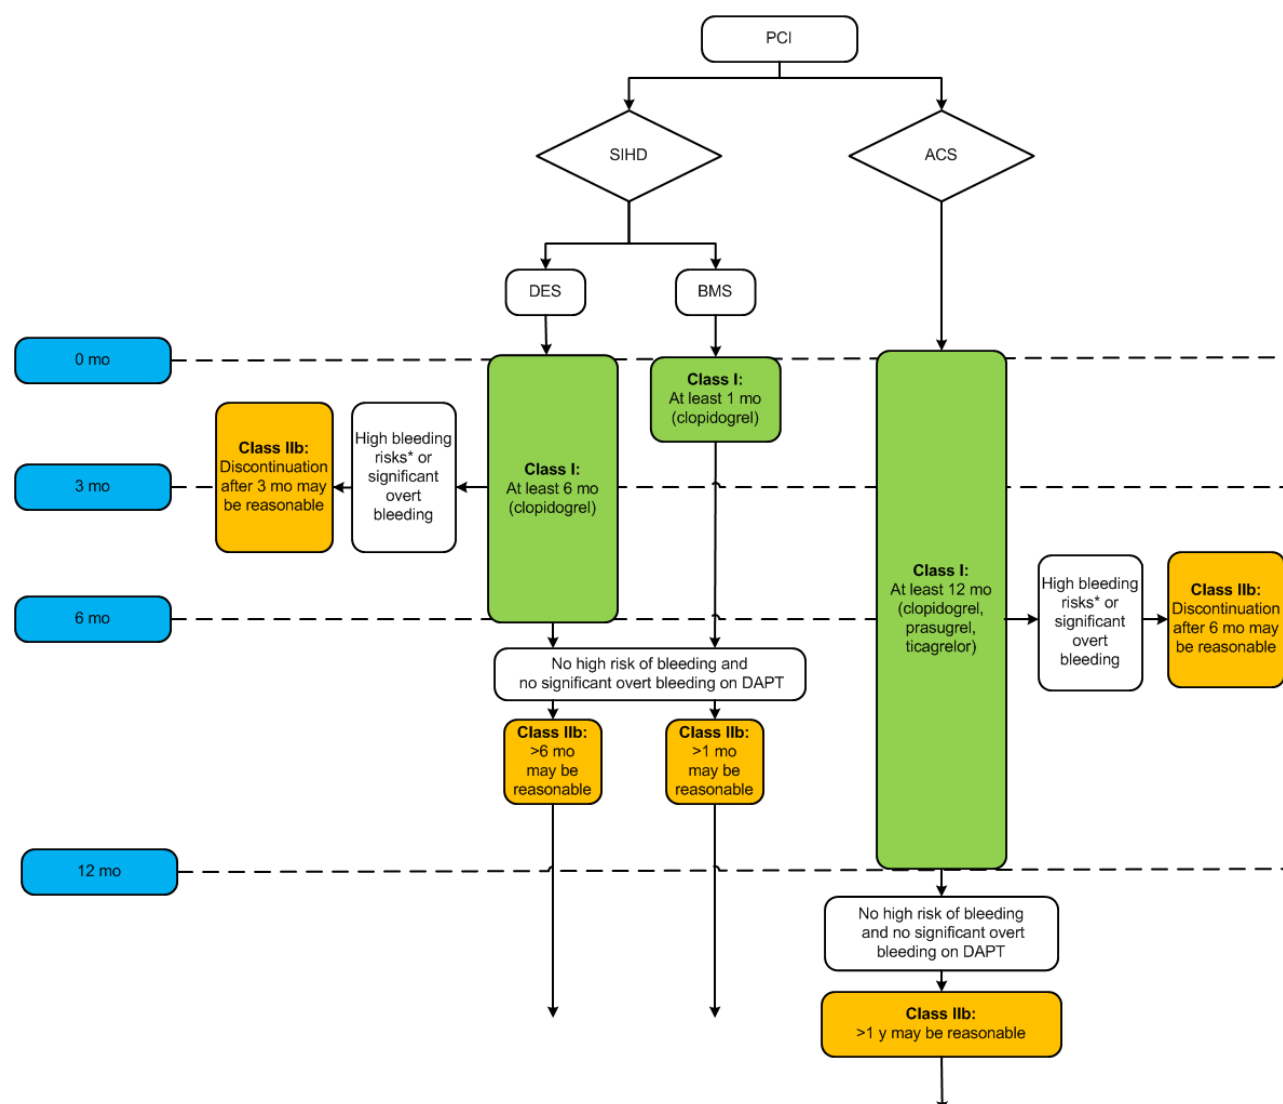 PCI
SIHD
ACS
DES
BMS
0 mo
Class I:
At least 1 mo
(clopidogrel)
Class IIb:
Discontinuation
after 3 mo may
be reasonable
High bleeding
risks* or
significant
overt
bleeding
3 mo
Class I:
At least 6 mo
(clopidogrel)
Class I:
At least 12 mo
(clopidogrel,
prasugrel,
ticagrelor)
High bleeding
risks* or
significant
overt
bleeding
Class IIb:
Discontinuation
after 6 mo may
be reasonable
6 mo
No high risk of bleeding and
no significant overt bleeding on DAPT
Class IIb:
>6 mo
may be
reasonable
Class IIb:
>1 mo
may be
reasonable
12 mo
No high risk of bleeding
and no significant overt
bleeding on DAPT
Class IIb:
>1 y may be reasonable